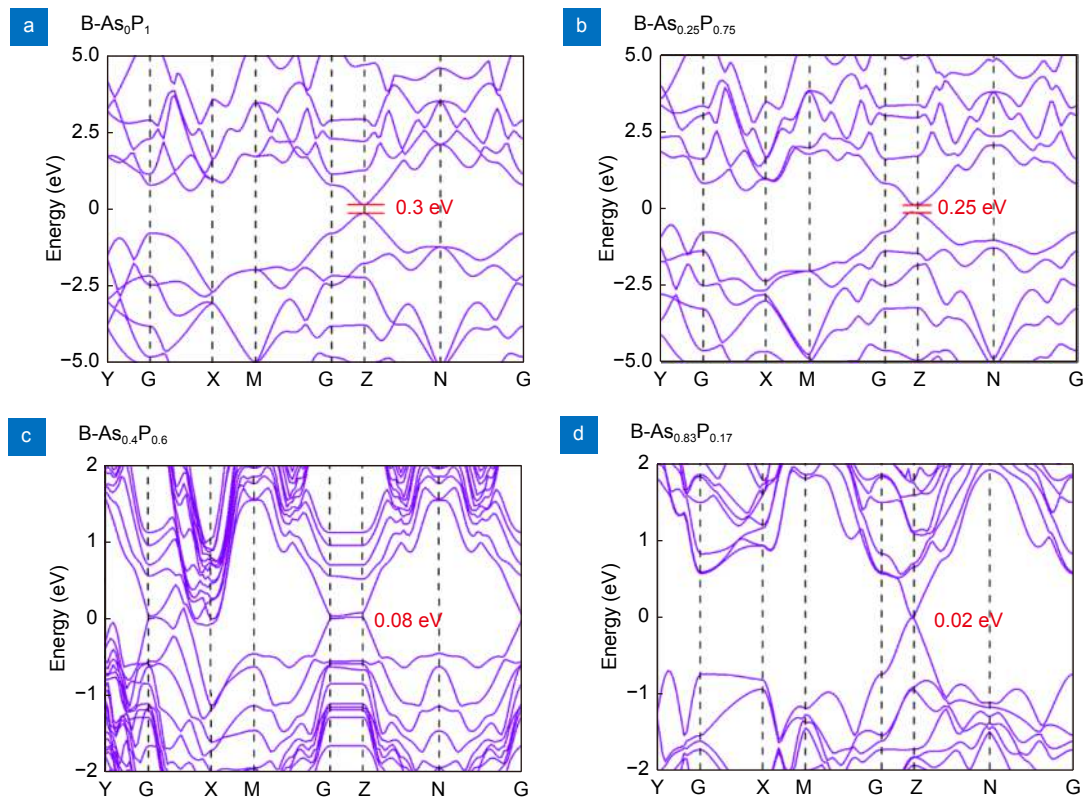 a B-As₀P₁
5.0
2.5
0
−2.5
−5.0
Energy (eV)
0.3 eV
Y G X M G Z N G
b B-As₀.₂₅P₀.₇₅
5.0
2.5
0
−2.5
−5.0
Energy (eV)
0.25 eV
Y G X M G Z N G
c B-As₀.₄P₀.₆
2
1
0
−1
−2
Energy (eV)
0.08 eV
Y G X M G Z N G
d B-As₀.₈₃P₀.₁₇
2
1
0
−1
−2
Energy (eV)
0.02 eV
Y G X M G Z N G